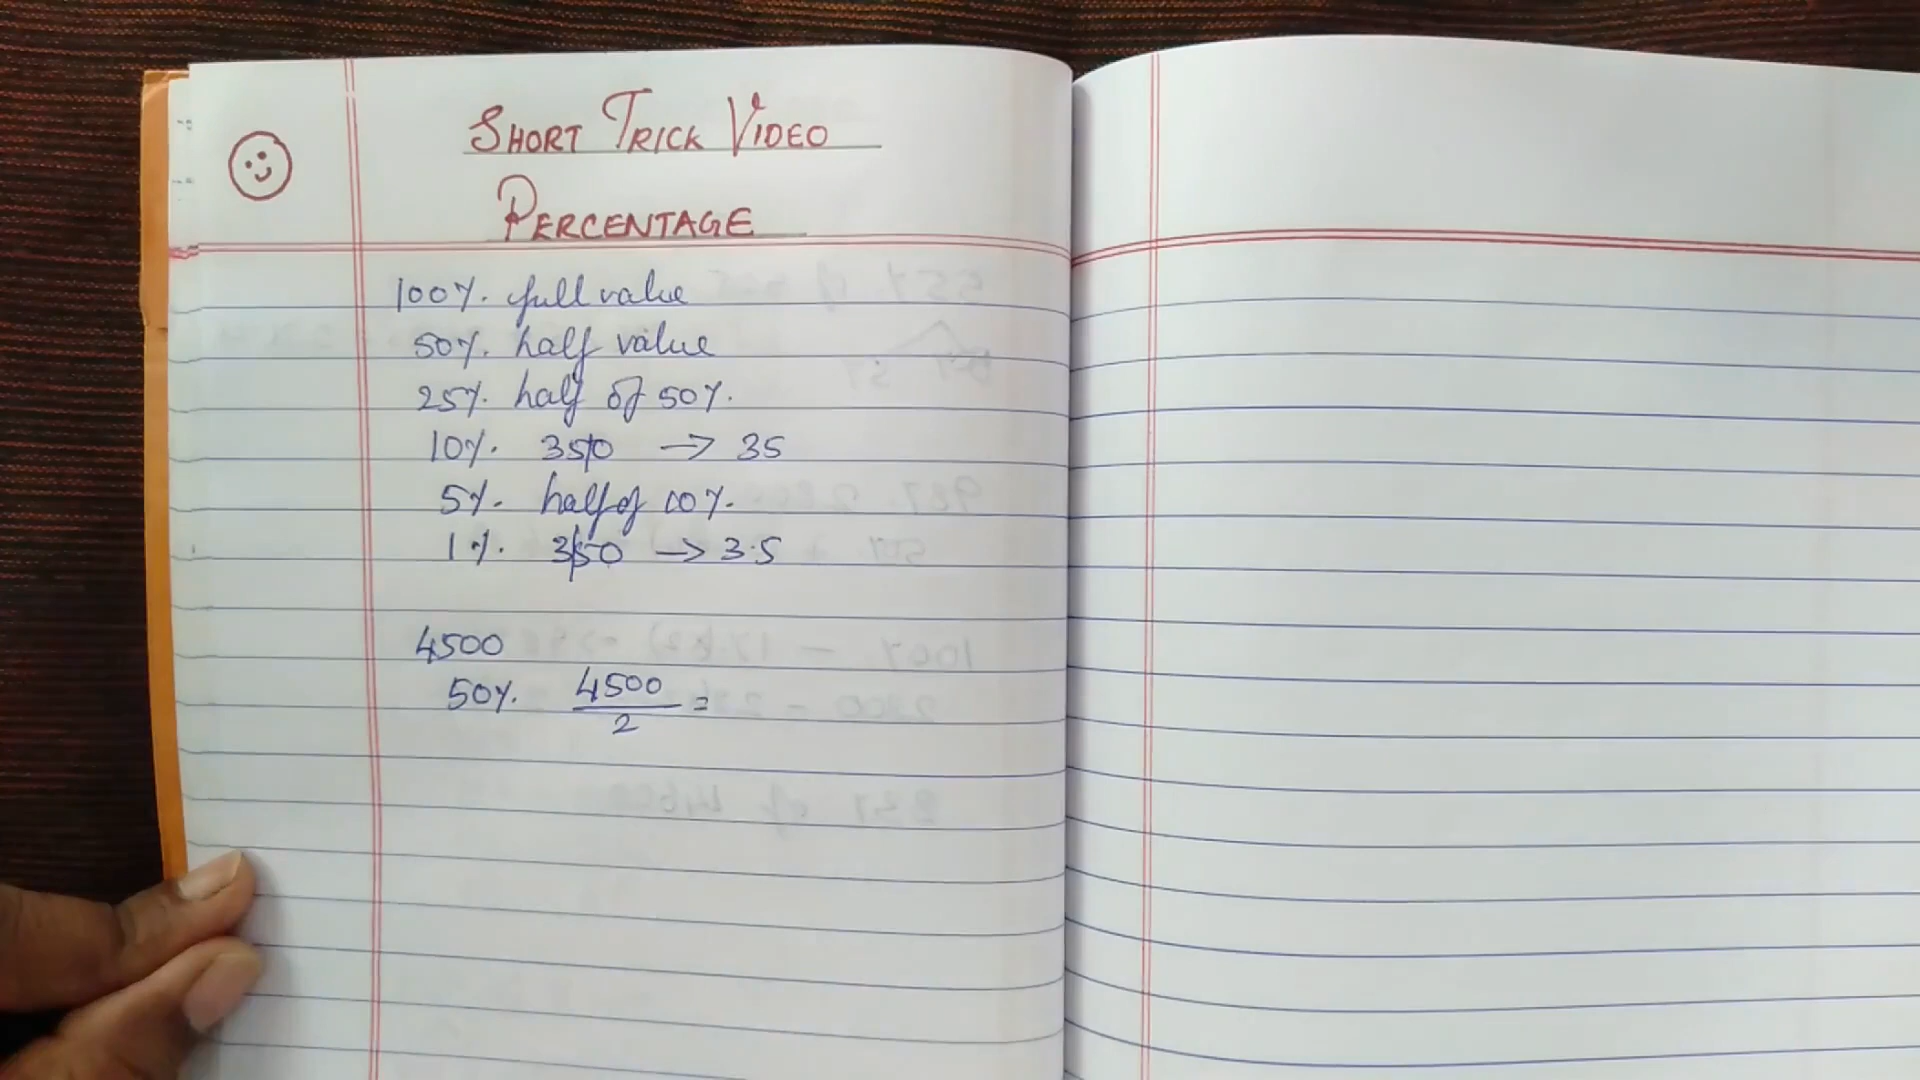 SHORT TRICK VIDEO
PERCENTAGE
100%. full value
50%. half value
25%. half of 50%.
10%. 350 → 35
5%. half of 10%.
1%. 350 → 3.5
4500
50%. 4500/2 =